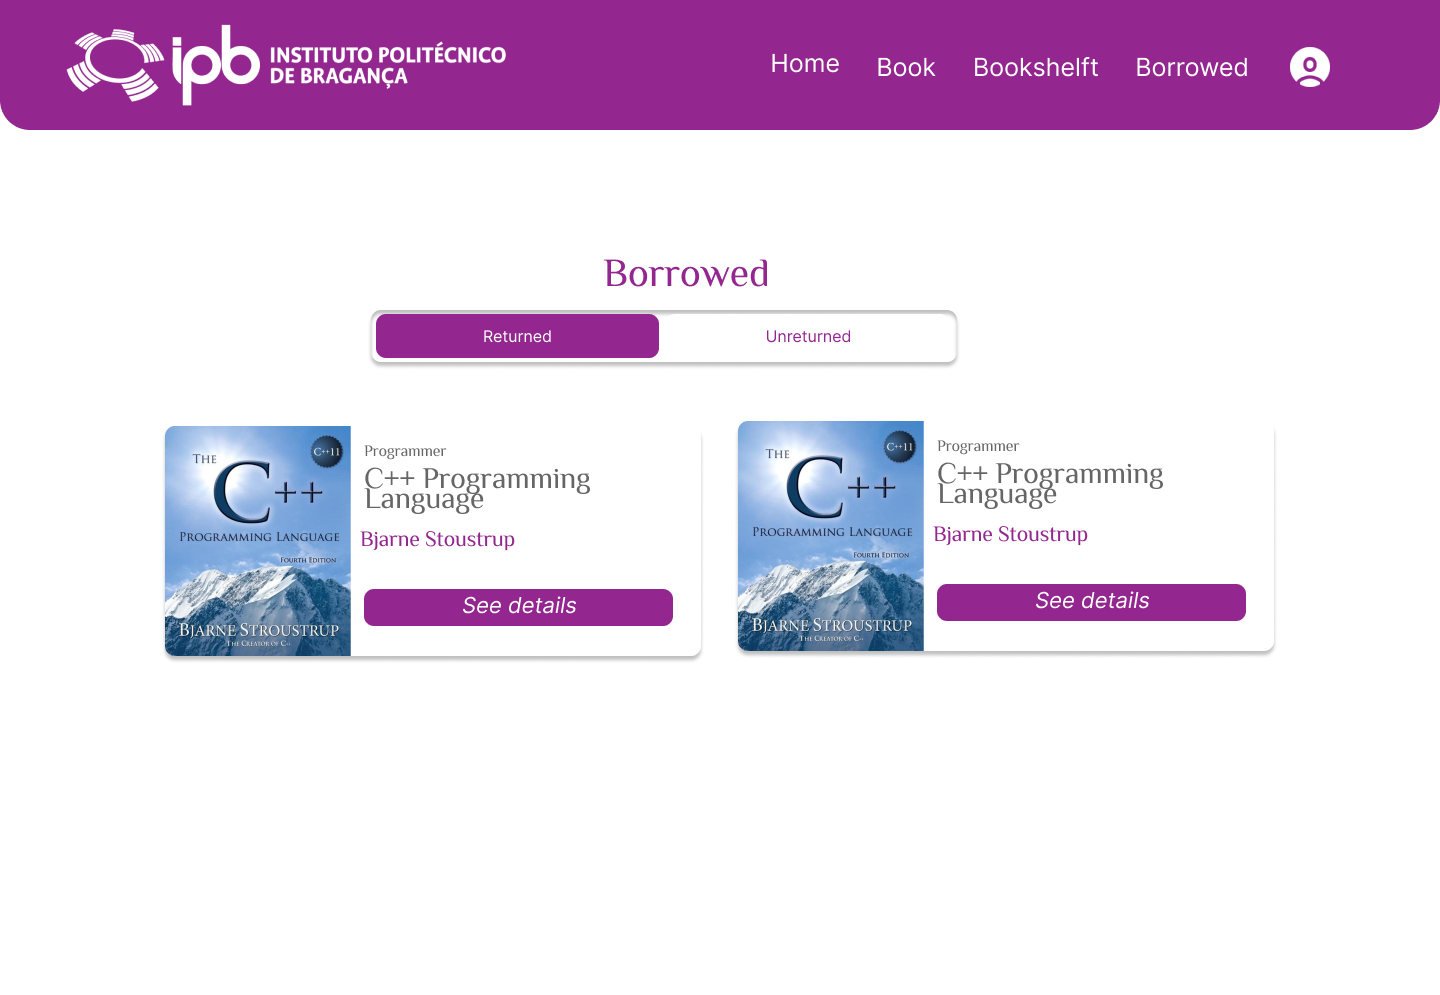 ipb INSTITUTO POLITÉCNICO
DE BRAGANÇA
Home Book Bookshelft Borrowed
Borrowed
Returned Unreturned
C++11
THE
C++
PROGRAMMING LANGUAGE
FOURTH EDITION
BJARNE STROUSTRUP
THE CREATOR OF C++
Programmer
C++ Programming
Language
Bjarne Stoustrup
See details
C++11
THE
C++
PROGRAMMING LANGUAGE
FOURTH EDITION
BJARNE STROUSTRUP
THE CREATOR OF C++
Programmer
C++ Programming
Language
Bjarne Stoustrup
See details